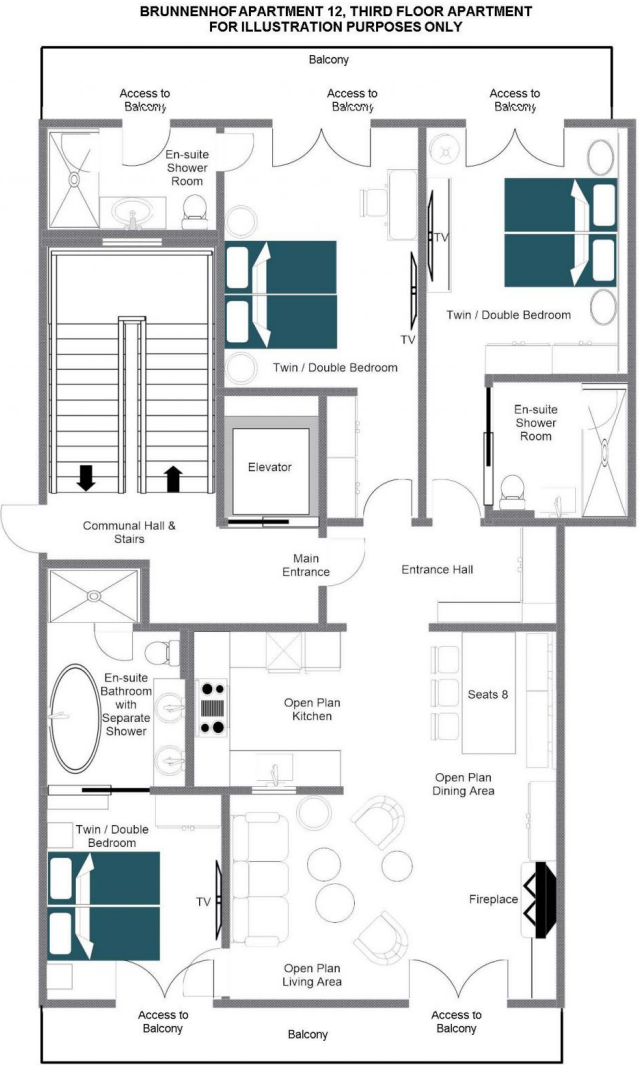 BRUNNENHOF APARTMENT 12, THIRD FLOOR APARTMENT
FOR ILLUSTRATION PURPOSES ONLY
Balcony
Access to
Balcony
Access to
Balcony
Access to
Balcony
En-suite
Shower
Room
TV
TV
Twin / Double Bedroom
Twin / Double Bedroom
En-suite
Shower
Room
Elevator
Communal Hall &
Stairs
Main
Entrance
Entrance Hall
En-suite
Bathroom
with
Separate
Shower
Open Plan
Kitchen
Seats 8
Open Plan
Dining Area
Twin / Double
Bedroom
TV
Fireplace
Open Plan
Living Area
Access to
Balcony
Balcony
Access to
Balcony